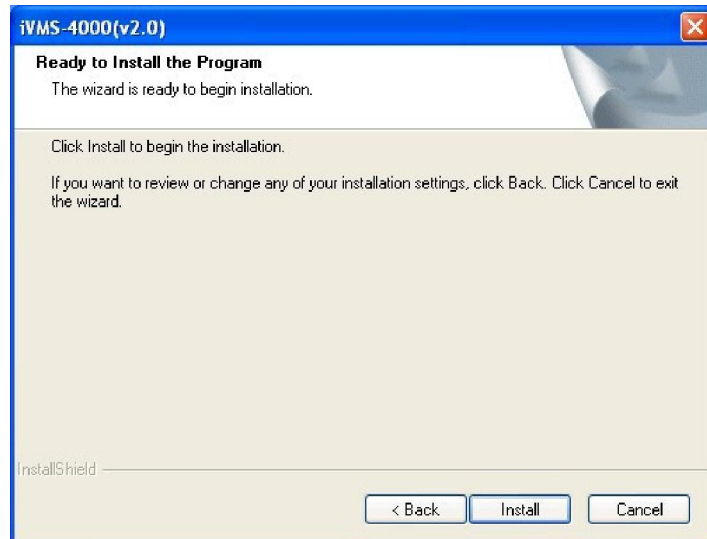 iVMS-4000(v2.0)
Ready to Install the Program
The wizard is ready to begin installation.
Click Install to begin the installation.
If you want to review or change any of your installation settings, click Back. Click Cancel to exit
the wizard.
InstallShield
< Back Install Cancel